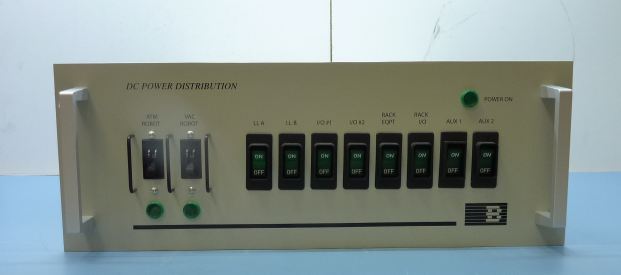 DC POWER DISTRIBUTION
POWER ON
ATM
ROBOT
VAC
ROBOT
LL A
LL B
I/O #1
I/O #2
RACK
EQPT
RACK
I/O
AUX 1
AUX 2
ON
ON
ON
ON
ON
ON
ON
ON
OFF
OFF
OFF
OFF
OFF
OFF
OFF
OFF